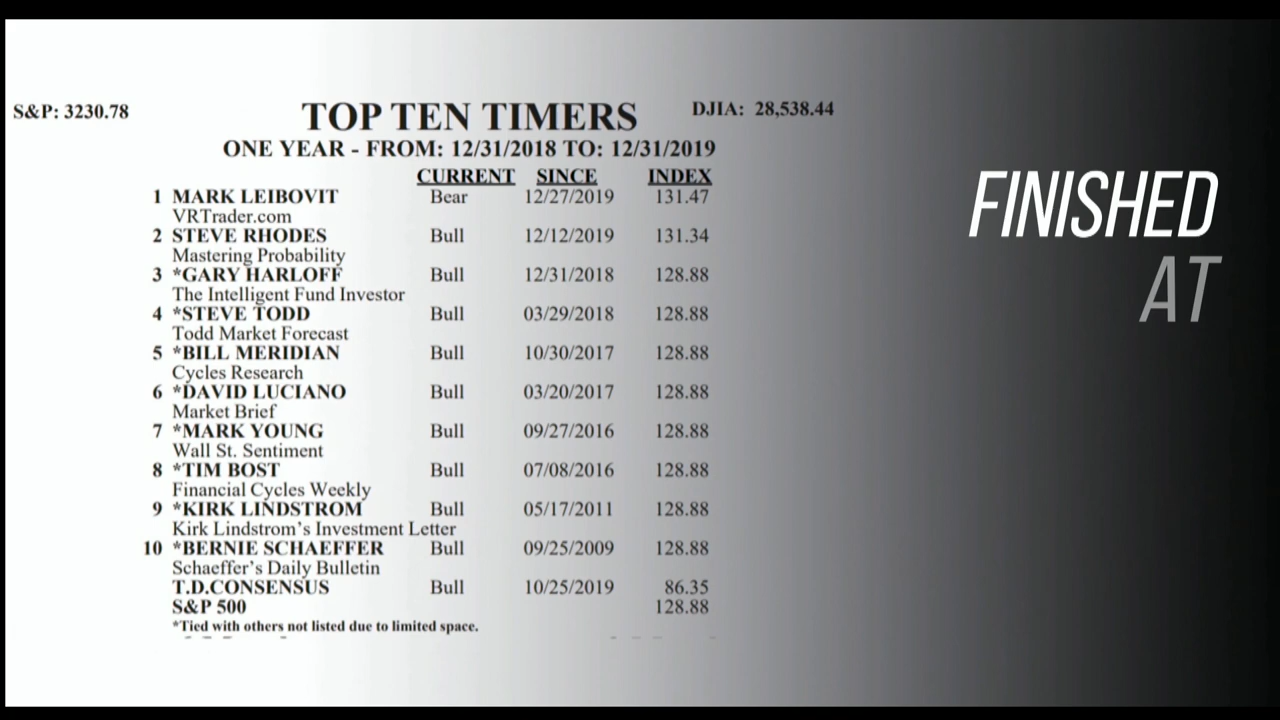 S&P: 3230.78
TOP TEN TIMERS
DJIA: 28,538.44
ONE YEAR - FROM: 12/31/2018 TO: 12/31/2019
CURRENT SINCE INDEX
1 MARK LEIBOVIT Bear 12/27/2019 131.47
VRTrader.com
2 STEVE RHODES Bull 12/12/2019 131.34
Mastering Probability
3 *GARY HARLOFF Bull 12/31/2018 128.88
The Intelligent Fund Investor
4 *STEVE TODD Bull 03/29/2018 128.88
Todd Market Forecast
5 *BILL MERIDIAN Bull 10/30/2017 128.88
Cycles Research
6 *DAVID LUCIANO Bull 03/20/2017 128.88
Market Brief
7 *MARK YOUNG Bull 09/27/2016 128.88
Wall St. Sentiment
8 *TIM BOST Bull 07/08/2016 128.88
Financial Cycles Weekly
9 *KIRK LINDSTROM Bull 05/17/2011 128.88
Kirk Lindstrom's Investment Letter
10 *BERNIE SCHAEFFER Bull 09/25/2009 128.88
Schaeffer's Daily Bulletin
T.D.CONSENSUS Bull 10/25/2019 86.35
S&P 500 128.88
*Tied with others not listed due to limited space.
FINISHED
AT